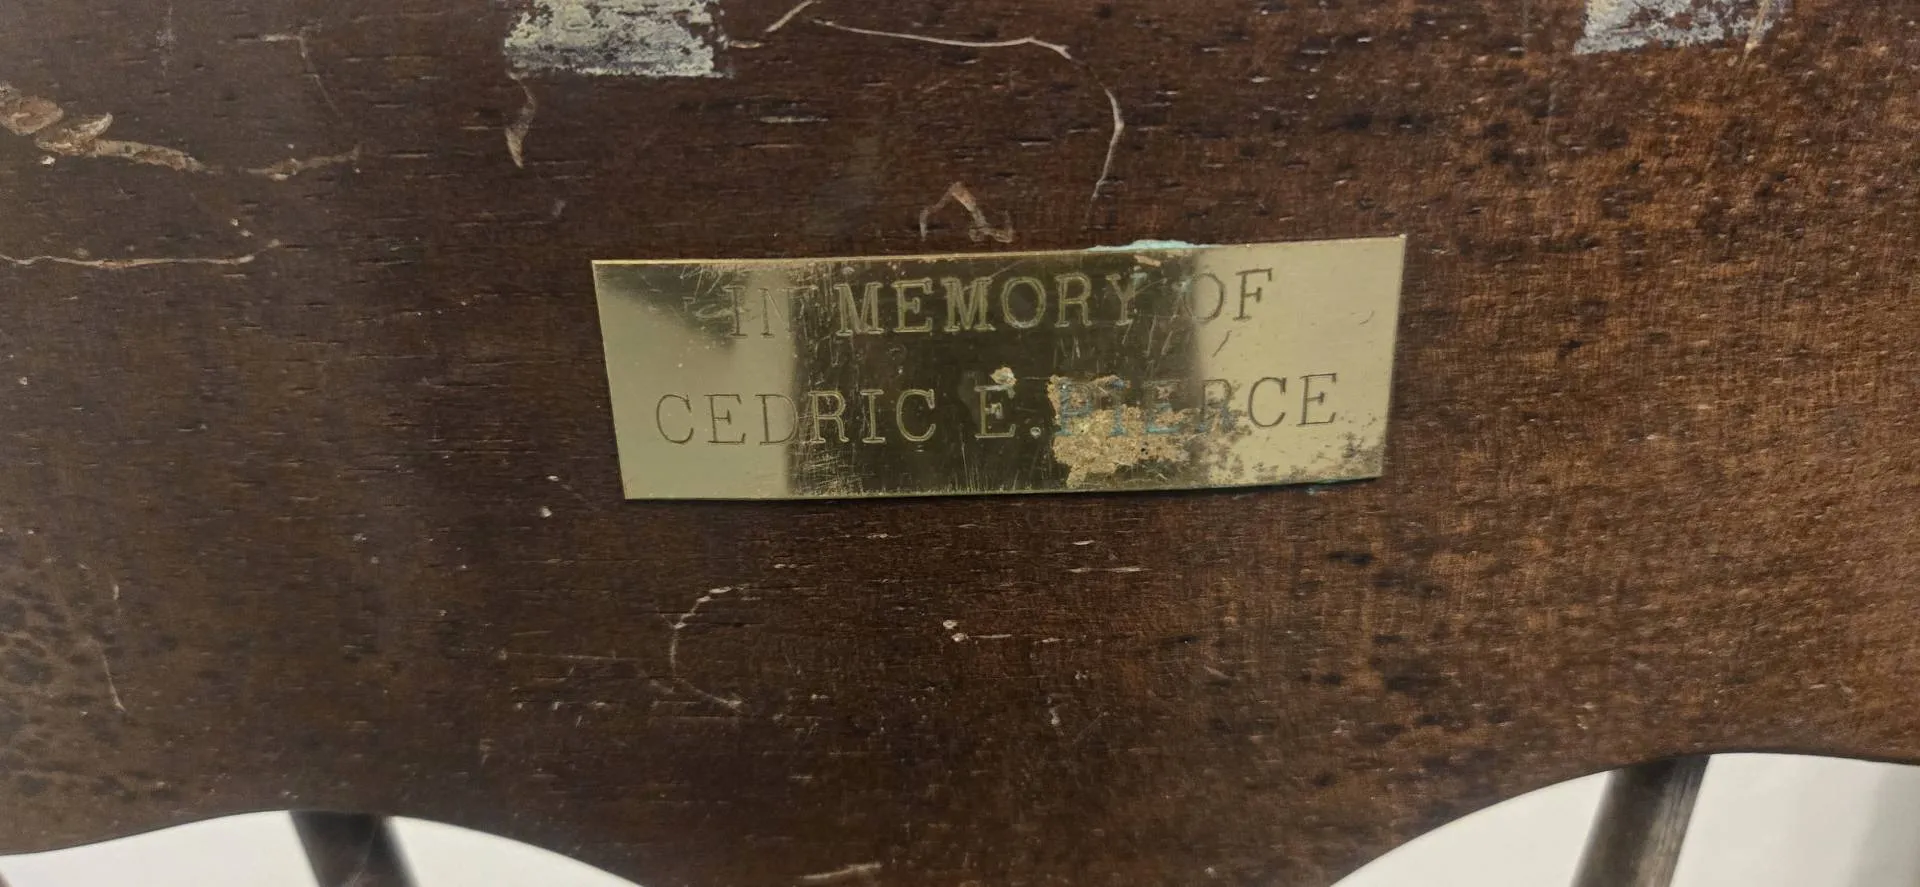 IN MEMORY OF
CEDRIC E. PIERCE